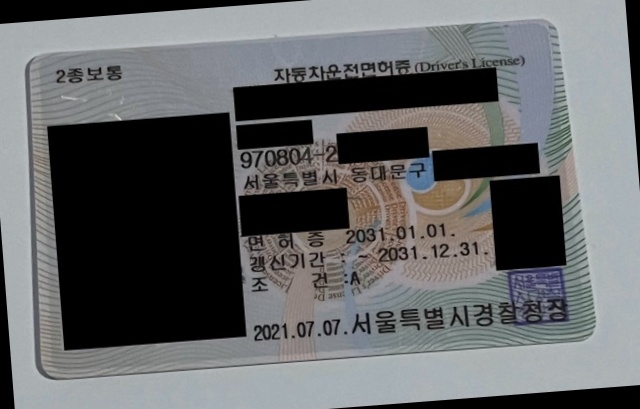 2종보통
자동차운전면허증 (Driver's License)
970804-2
서울특별시 동대문구
면 허 증 2031.01.01.
갱신기간 : ~ 2031.12.31.
조 건 :A
2021.07.07. 서울특별시경찰청장